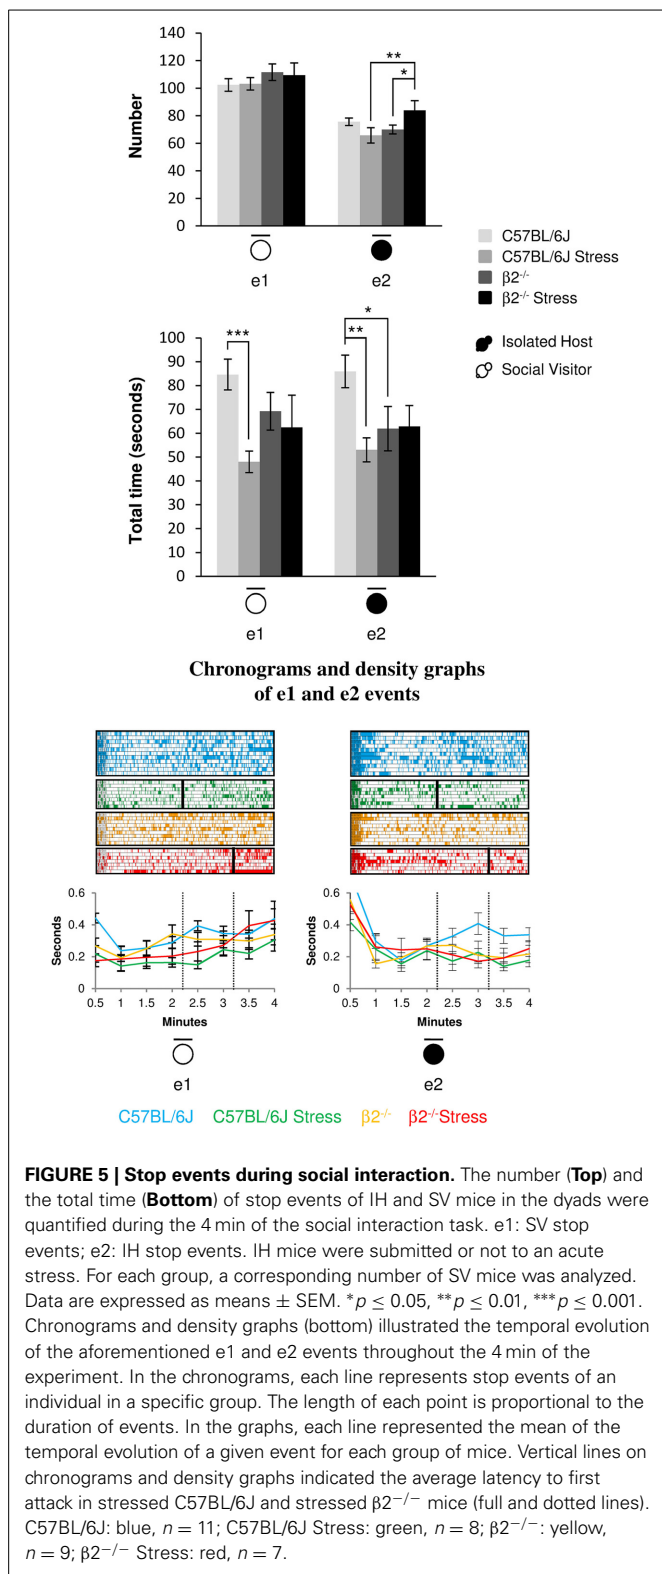 140
120
100
80
60
40
20
0
Number
**
*
e1
e2
C57BL/6J
C57BL/6J Stress
β2-/-
β2-/- Stress
Isolated Host
Social Visitor
100
90
80
70
60
50
40
30
20
10
0
Total time (seconds)
***
*
**
e1
e2
Chronograms and density graphs
of e1 and e2 events
0.6
0.4
0.2
0
Seconds
0.5 1 1.5 2 2.5 3 3.5 4
Minutes
e1
0.6
0.4
0.2
0
Seconds
0.5 1 1.5 2 2.5 3 3.5 4
Minutes
e2
C57BL/6J C57BL/6J Stress β2-/- β2-/-Stress
FIGURE 5 | Stop events during social interaction. The number (Top) and
the total time (Bottom) of stop events of IH and SV mice in the dyads were
quantified during the 4 min of the social interaction task. e1: SV stop
events; e2: IH stop events. IH mice were submitted or not to an acute
stress. For each group, a corresponding number of SV mice was analyzed.
Data are expressed as means ± SEM. *p ≤ 0.05, **p ≤ 0.01, ***p ≤ 0.001.
Chronograms and density graphs (bottom) illustrated the temporal evolution
of the aforementioned e1 and e2 events throughout the 4 min of the
experiment. In the chronograms, each line represents stop events of an
individual in a specific group. The length of each point is proportional to the
duration of events. In the graphs, each line represented the mean of the
temporal evolution of a given event for each group of mice. Vertical lines on
chronograms and density graphs indicated the average latency to first
attack in stressed C57BL/6J and stressed β2−/− mice (full and dotted lines).
C57BL/6J: blue, n = 11; C57BL/6J Stress: green, n = 8; β2−/−: yellow,
n = 9; β2−/− Stress: red, n = 7.